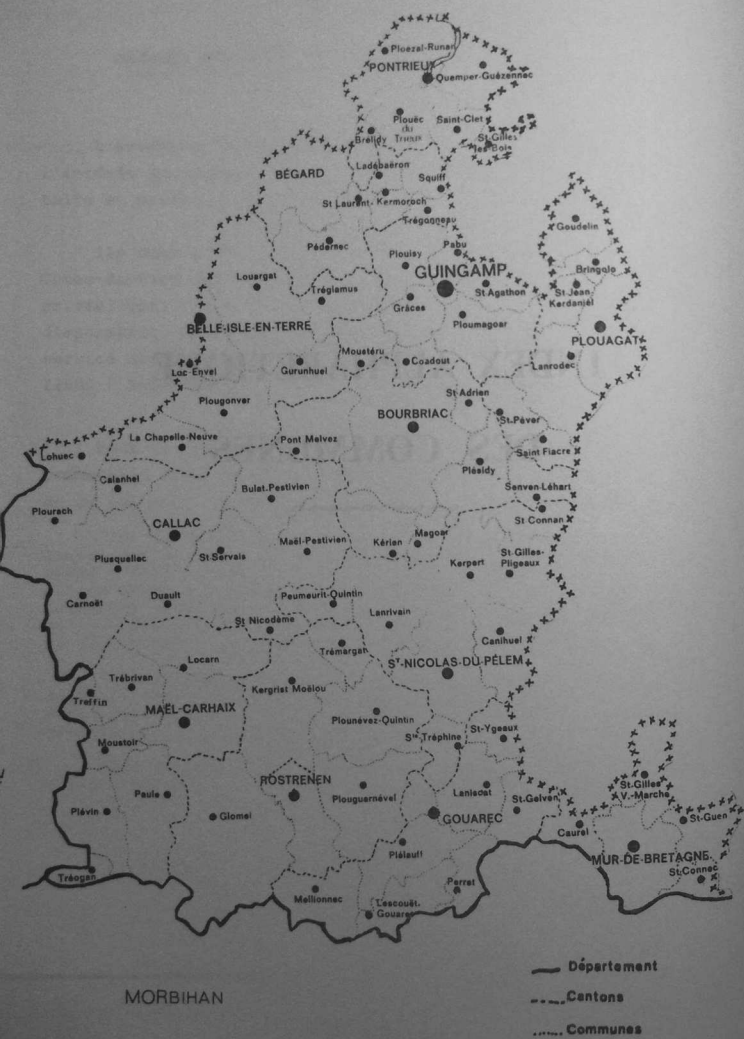 Ploezal-Runan
PONTRIEUX
Quemper-Guézennec
Plouëc
du
Trieux
Saint-Clet
Brélidy
St Gilles
les Bois
BÉGARD
Landebaëron
Squiff
St Laurent
Kermoroch
Trégonneau
Goudelin
Pédernec
Plouisy
Pabu
GUINGAMP
Bringolo
Louargat
Tréglamus
St Agathon
St Jean
Kerdaniel
Grâces
Ploumagoar
BELLE-ISLE-EN-TERRE
PLOUAGAT
Moustéru
Coadout
Lanrodec
Loc-Envel
Gurunhuel
St Adrien
Plougonver
BOURBRIAC
St-Péver
La Chapelle-Neuve
Pont Melvez
Saint Fiacre
Lohuec
Plésidy
Calanhel
Bulat-Pestivien
Senven-Léhart
Plourach
St Connan
CALLAC
Maël-Pestivien
Kérien
Magoar
Plusquellec
St Servais
Kerpert
St-Gilles-
Pligeaux
Carnoët
Duault
Peumeurit-Quintin
St Nicodème
Lanrivain
Canihuel
Trémargat
Locarn
ST-NICOLAS-DU-PÉLEM
Trébrivan
Kergrist Moëlou
Treffin
MAËL-CARHAIX
Plounévez-Quintin
St-Ygeaux
Ste Tréphine
Moustoir
ROSTRENEN
St-Gilles
V.-Marche
Paule
Plouguernével
Laniscat
St-Gelven
Plévin
Glomel
GOUAREC
St-Guen
Caurel
Plélauff
MUR-DE-BRETAGNE
Tréogan
St Connec
Perret
Mellionnec
Lescouët-
Gouarec
Département
MORBIHAN
Cantons
Communes